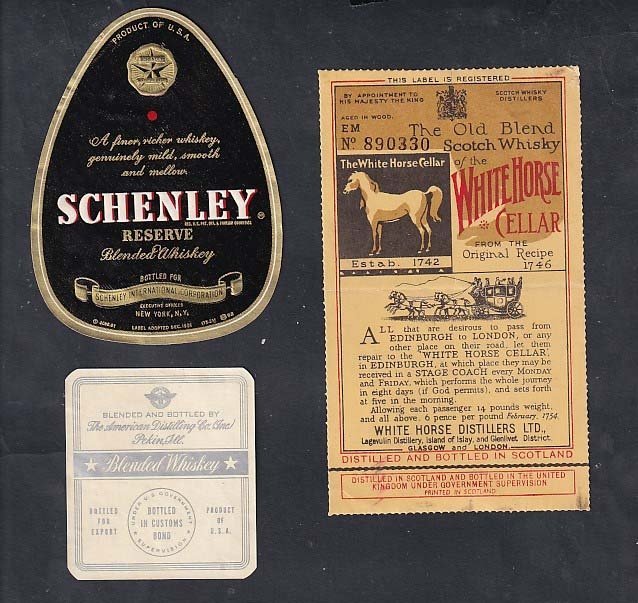 PRODUCT OF U.S.A.
A finer, richer whiskey,
genuinely mild, smooth
and mellow.
SCHENLEY
RESERVE
Blended Whiskey
BOTTLED FOR
SCHENLEY INTERNATIONAL CORPORATION
EXECUTIVE OFFICES
NEW YORK, N.Y.
BLENDED AND BOTTLED BY
The American Distilling Co. (Inc)
Pekin, Ill.
★ Blended Whiskey ★
BOTTLED
FOR
EXPORT
UNDER U.S. GOVERNMENT
SUPERVISION
BOTTLED
IN CUSTOMS
BOND
PRODUCT
OF
U.S.A.
THIS LABEL IS REGISTERED
BY APPOINTMENT TO
HIS MAJESTY THE KING
SCOTCH WHISKY
DISTILLERS
AGED IN WOOD.
EM
No 890330
The Old Blend
Scotch Whisky
of the
WHITE HORSE
CELLAR
FROM THE
Original Recipe
1746
The White Horse Cellar
Estab. 1742
ALL that are desirous to pass from
EDINBURGH to LONDON, or any
other place on their road, let them
repair to the "WHITE HORSE CELLAR",
in EDINBURGH, at which place they may be
received in a STAGE COACH every MONDAY
and FRIDAY, which performs the whole journey
in eight days (if God permits), and sets forth
at five in the morning.
Allowing each passenger 14 pounds weight,
and all above, 6 pence per pound February, 1754.
WHITE HORSE DISTILLERS LTD.,
Lagavulin Distillery, Island of Islay, and Glenlivet District.
GLASGOW and LONDON
DISTILLED AND BOTTLED IN SCOTLAND
DISTILLED IN SCOTLAND AND BOTTLED IN THE UNITED
KINGDOM UNDER GOVERNMENT SUPERVISION
PRINTED IN SCOTLAND